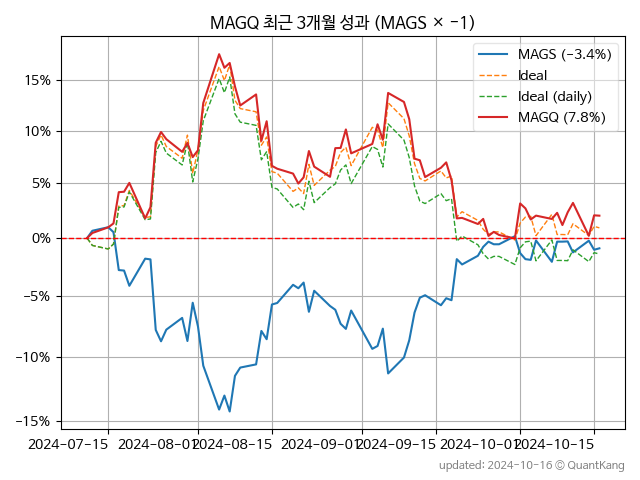 MAGQ 최근 3개월 성과 (MAGS × −1)
MAGS (−3.4%)
Ideal
Ideal (daily)
MAGQ (7.8%)
15%
10%
5%
0%
−5%
−10%
−15%
2024-07-15 2024-08-01 2024-08-15 2024-09-01 2024-09-15 2024-10-01 2024-10-15
updated: 2024-10-16 © QuantKang